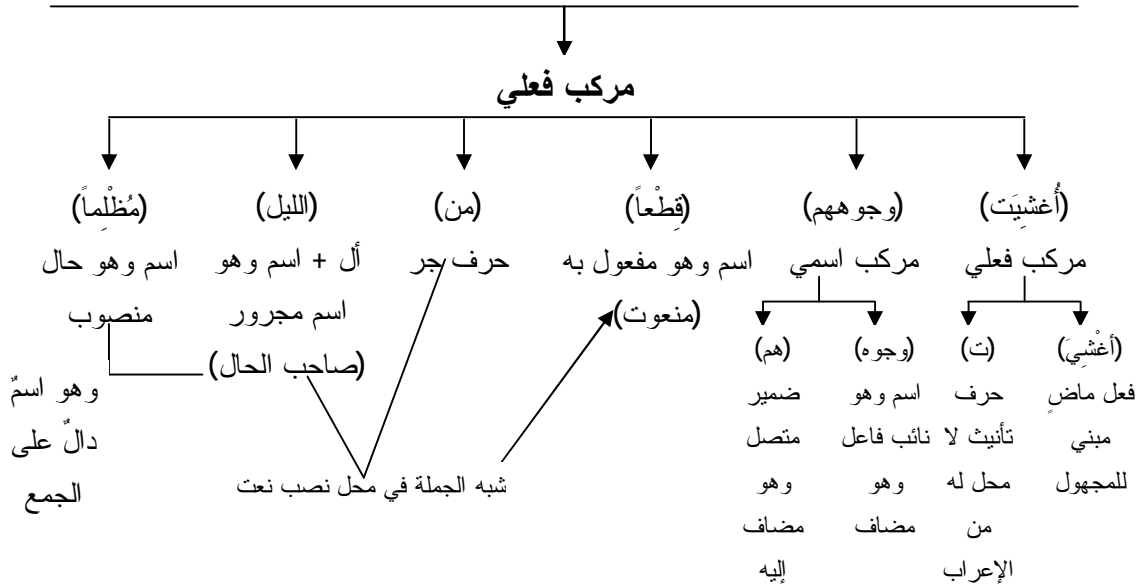 مركب فعلي
(أُغشيَت) (وجوههم) (قِطْعاً) (من) (الليل) (مُظْلِماً)
مركب فعلي مركب اسمي اسم وهو مفعول به حرف جر أل + اسم وهو اسم وهو حال
(منعوت) اسم مجرور منصوب
(أغْشِيَ) (ت) (وجوه) (هم) (صاحب الحال)
فعل ماضٍ حرف اسم وهو ضمير وهو اسمٌ
مبني تأنيث لا نائب فاعل متصل دالٌ على
للمجهول محل له وهو وهو شبه الجملة في محل نصب نعت الجمع
من مضاف مضاف
الإعراب إليه